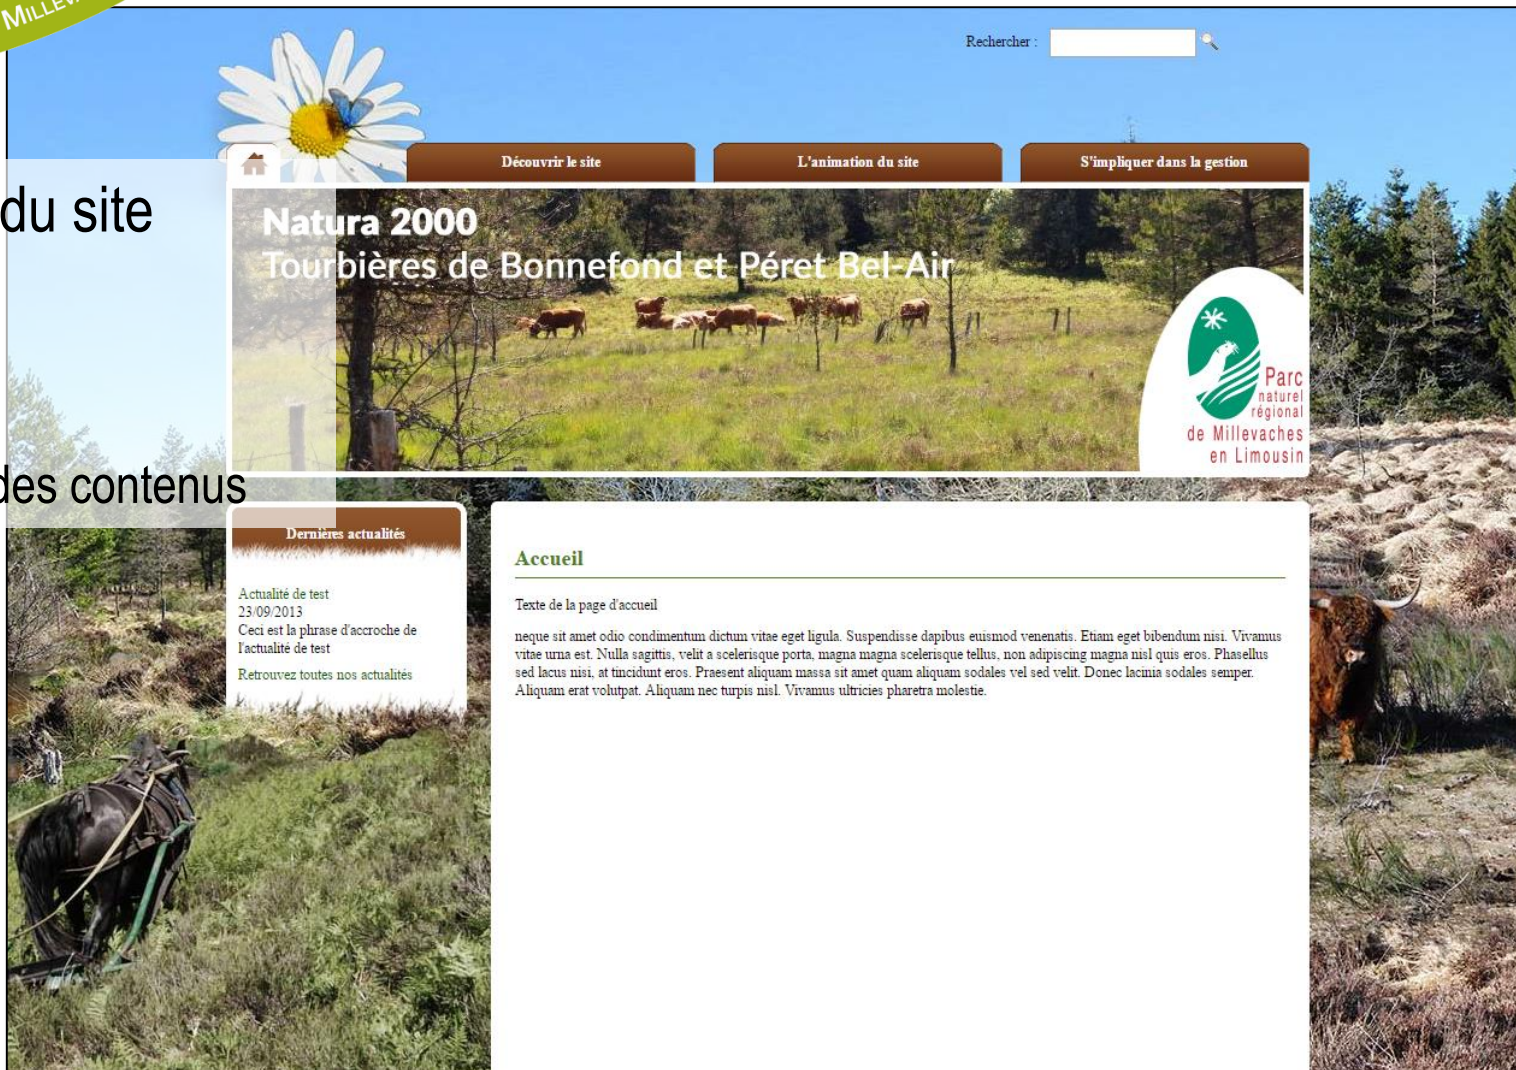 Rechercher :
Découvrir le site
L'animation du site
S'impliquer dans la gestion
du site
Natura 2000
Tourbières de Bonnefond et Péret Bel-Air
Parc
naturel
régional
de Millevaches
en Limousin
des contenus
Dernières actualités
Actualité de test
23/09/2013
Ceci est la phrase d'accroche de
l'actualité de test
Retrouvez toutes nos actualités
Accueil
Texte de la page d'accueil
neque sit amet odio condimentum dictum vitae eget ligula. Suspendisse dapibus euismod venenatis. Etiam eget bibendum nisi. Vivamus
vitae urna est. Nulla sagittis, velit a scelerisque porta, magna magna scelerisque tellus, non adipiscing magna nisl quis eros. Phasellus
sed lacus nisi, at tincidunt eros. Praesent aliquam massa sit amet quam aliquam sodales vel sed velit. Donec lacinia sodales semper.
Aliquam erat volutpat. Aliquam nec turpis nisl. Vivamus ultricies pharetra molestie.